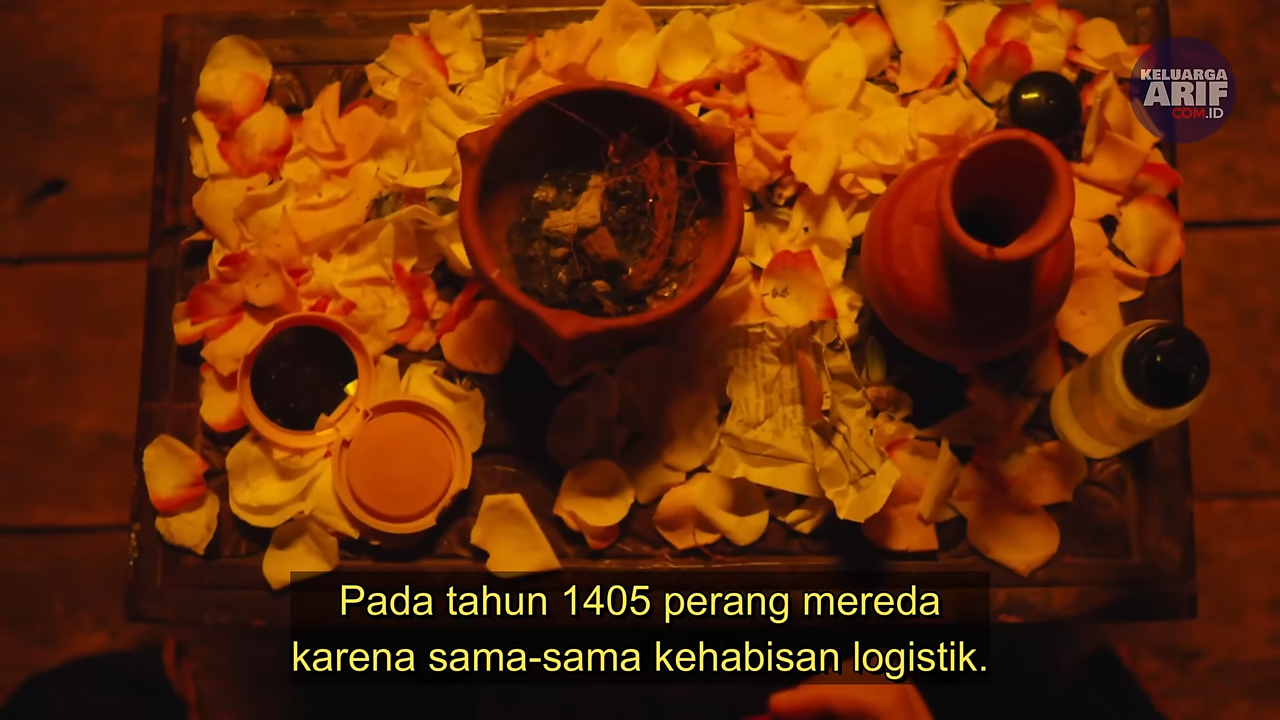 KELUARGA
ARIF
COM.ID
Pada tahun 1405 perang mereda
karena sama-sama kehabisan logistik.